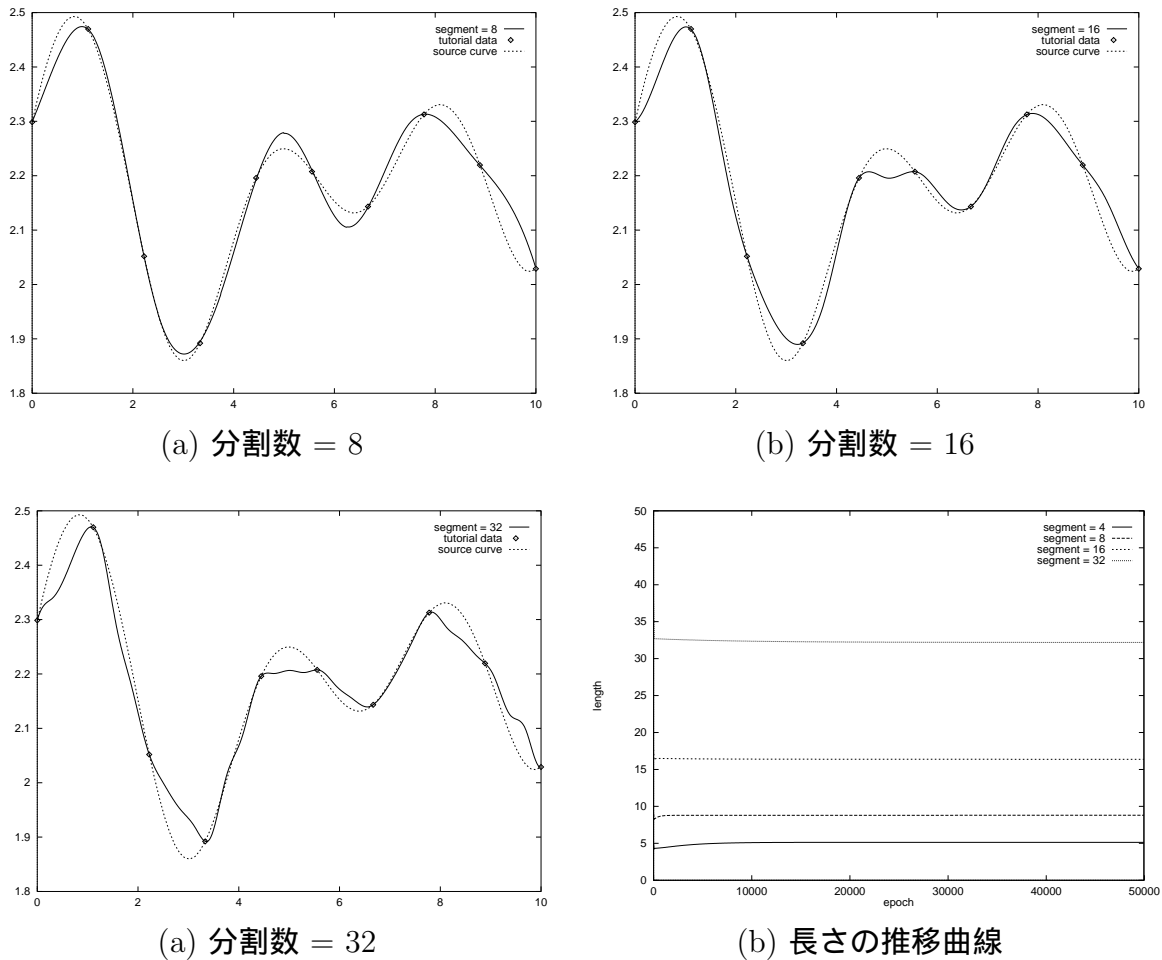 2.5
2.4
2.3
2.2
2.1
2
1.9
1.8
0 2 4 6 8 10
segment = 8
tutorial data
source curve
(a) 分割数 = 8
2.5
2.4
2.3
2.2
2.1
2
1.9
1.8
0 2 4 6 8 10
segment = 16
tutorial data
source curve
(b) 分割数 = 16
2.5
2.4
2.3
2.2
2.1
2
1.9
1.8
0 2 4 6 8 10
segment = 32
tutorial data
source curve
(a) 分割数 = 32
50
45
40
35
30
25
20
15
10
5
0
length
0 10000 20000 30000 40000 50000
epoch
segment = 4
segment = 8
segment = 16
segment = 32
(b) 長さの推移曲線